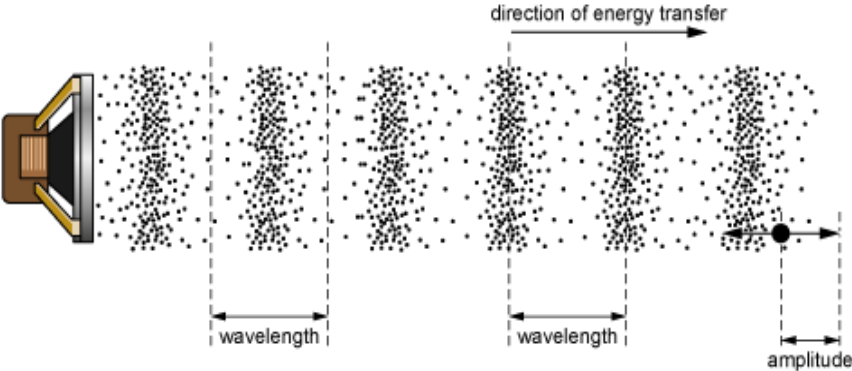 direction of energy transfer
wavelength
wavelength
amplitude